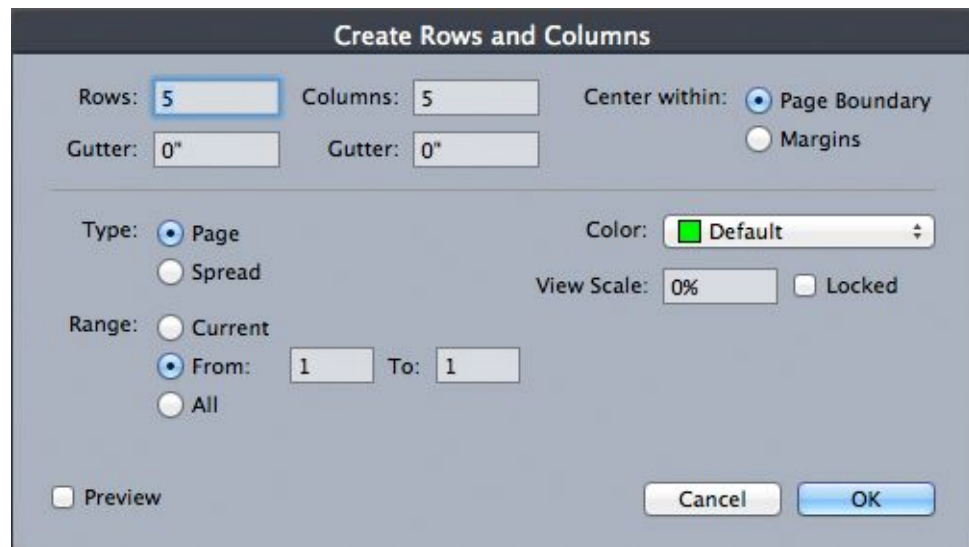 Create Rows and Columns
Rows: 5 Columns: 5 Center within: Page Boundary
Gutter: 0" Gutter: 0" Margins
Type: Page Color: Default
Spread
View Scale: 0% Locked
Range: Current
From: 1 To: 1
All
Preview Cancel OK